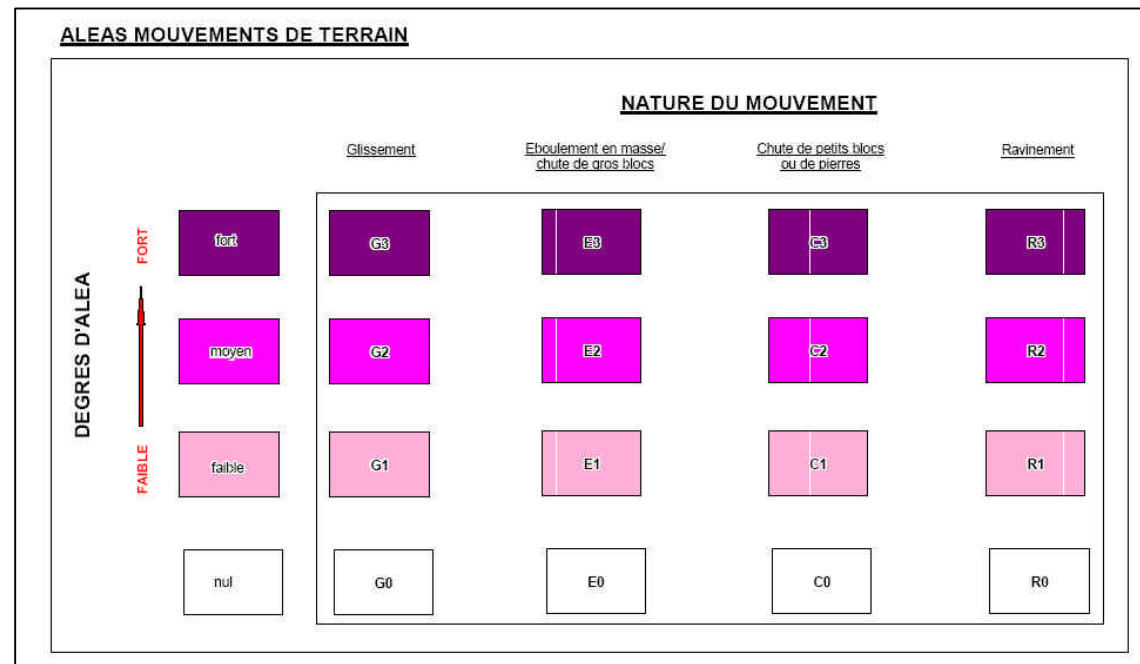 ALEAS MOUVEMENTS DE TERRAIN
NATURE DU MOUVEMENT
Glissement
Eboulement en masse/
chute de gros blocs
Chute de petits blocs
ou de pierres
Ravinement
DEGRES D'ALEA
FORT
FAIBLE
fort
G3
E3
C3
R3
moyen
G2
E2
C2
R2
faible
G1
E1
C1
R1
nul
G0
E0
C0
R0